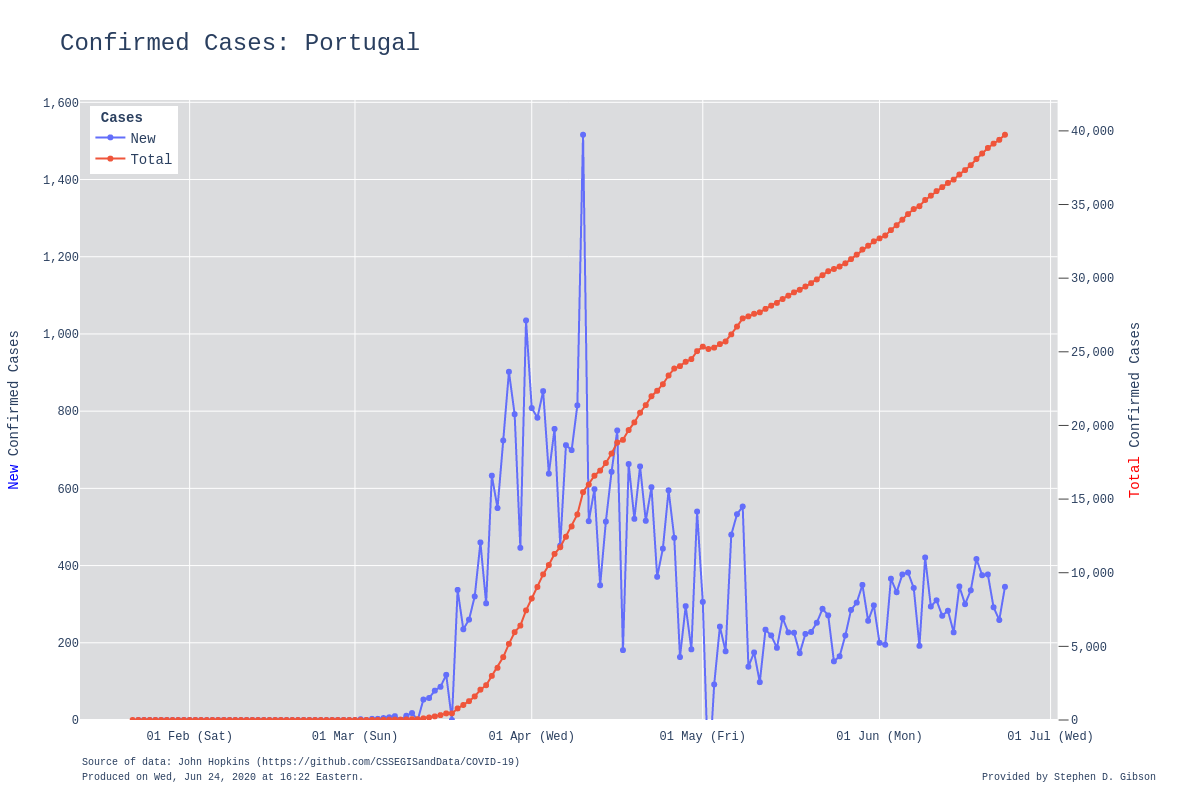 Confirmed Cases: Portugal
Cases
New
Total
1,600
1,400
1,200
1,000
800
600
400
200
0
40,000
35,000
30,000
25,000
20,000
15,000
10,000
5,000
0
New Confirmed Cases
Total Confirmed Cases
01 Feb (Sat)
01 Mar (Sun)
01 Apr (Wed)
01 May (Fri)
01 Jun (Mon)
01 Jul (Wed)
Source of data: John Hopkins (https://github.com/CSSEGISandData/COVID-19)
Produced on Wed, Jun 24, 2020 at 16:22 Eastern.
Provided by Stephen D. Gibson